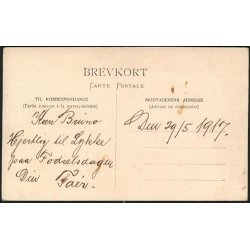 BREVKORT
CARTE POSTALE
TIL KORRESPONDANCE
(Partie réservée à la correspondance)
MODTAGERENS ADRESSE
(Adresse du destinataire)
Kære Bruno
Hjertlig til Lykke
paa Fødselsdagen
Din
Faer.
Den 29/5 1917.